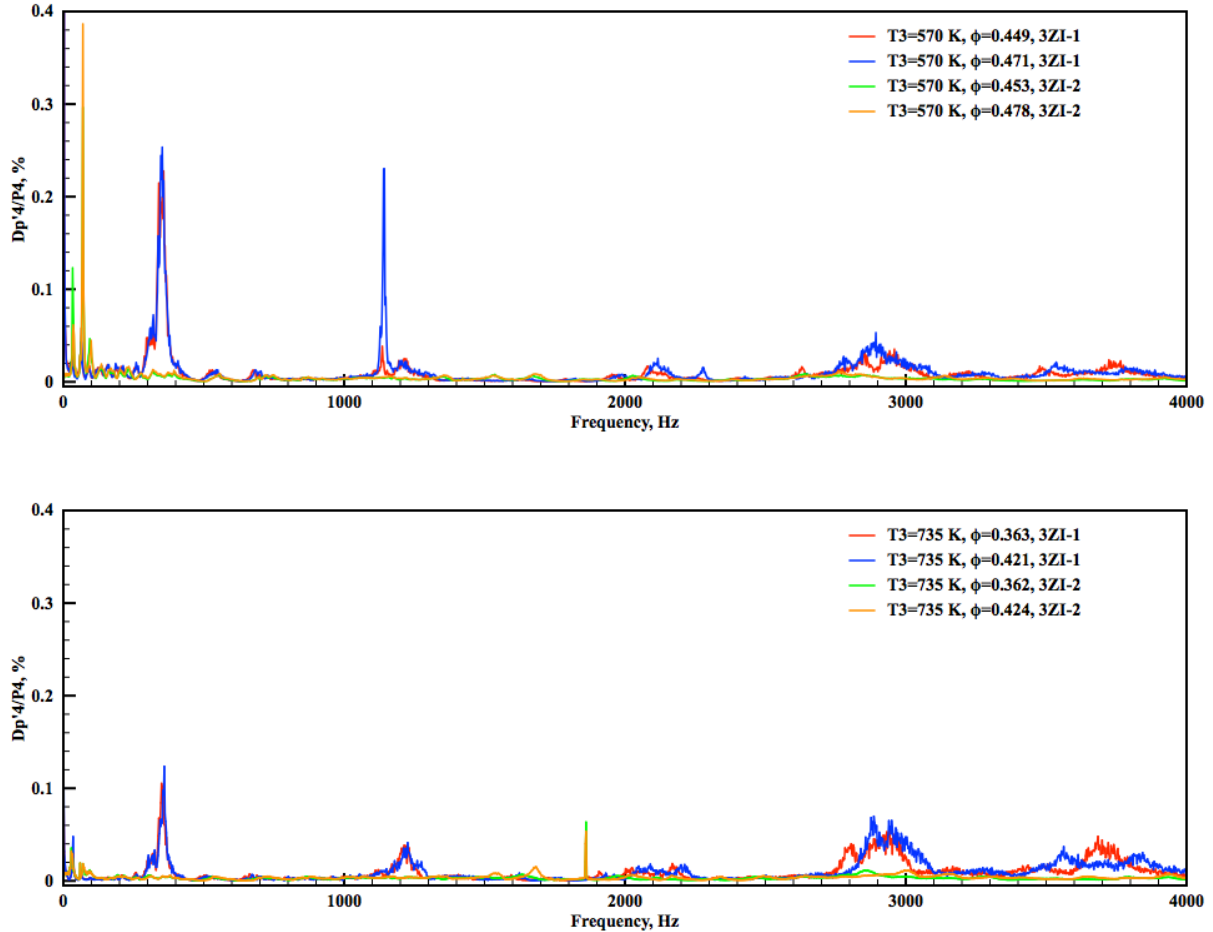 0.4
T3=570 K, ϕ=0.449, 3ZI-1
T3=570 K, ϕ=0.471, 3ZI-1
T3=570 K, ϕ=0.453, 3ZI-2
T3=570 K, ϕ=0.478, 3ZI-2
0.3
Dp'4/P4, %
0.2
0.1
0
0 1000 2000 3000 4000
Frequency, Hz
0.4
T3=735 K, ϕ=0.363, 3ZI-1
T3=735 K, ϕ=0.421, 3ZI-1
T3=735 K, ϕ=0.362, 3ZI-2
T3=735 K, ϕ=0.424, 3ZI-2
0.3
Dp'4/P4, %
0.2
0.1
0
0 1000 2000 3000 4000
Frequency, Hz